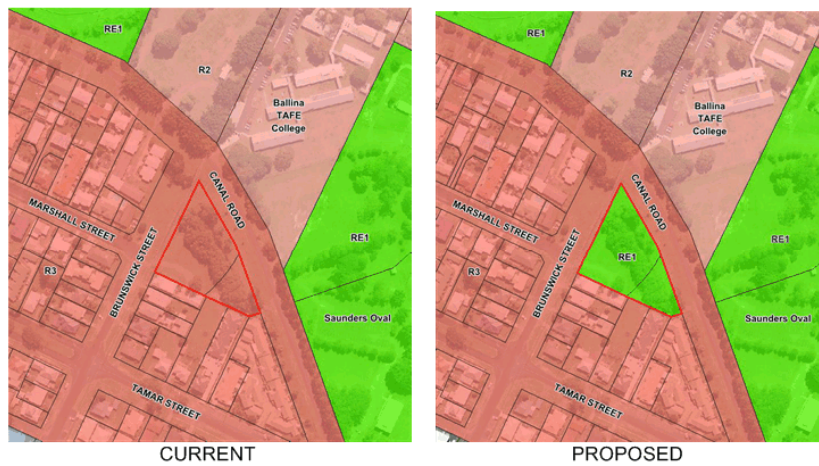 RE1
R2
Ballina
TAFE
College
CANAL ROAD
MARSHALL STREET
BRUNSWICK STREET
RE1
R3
Saunders Oval
TAMAR STREET
CURRENT
RE1
R2
Ballina
TAFE
College
CANAL ROAD
MARSHALL STREET
BRUNSWICK STREET
RE1
RE1
R3
Saunders Oval
TAMAR STREET
PROPOSED